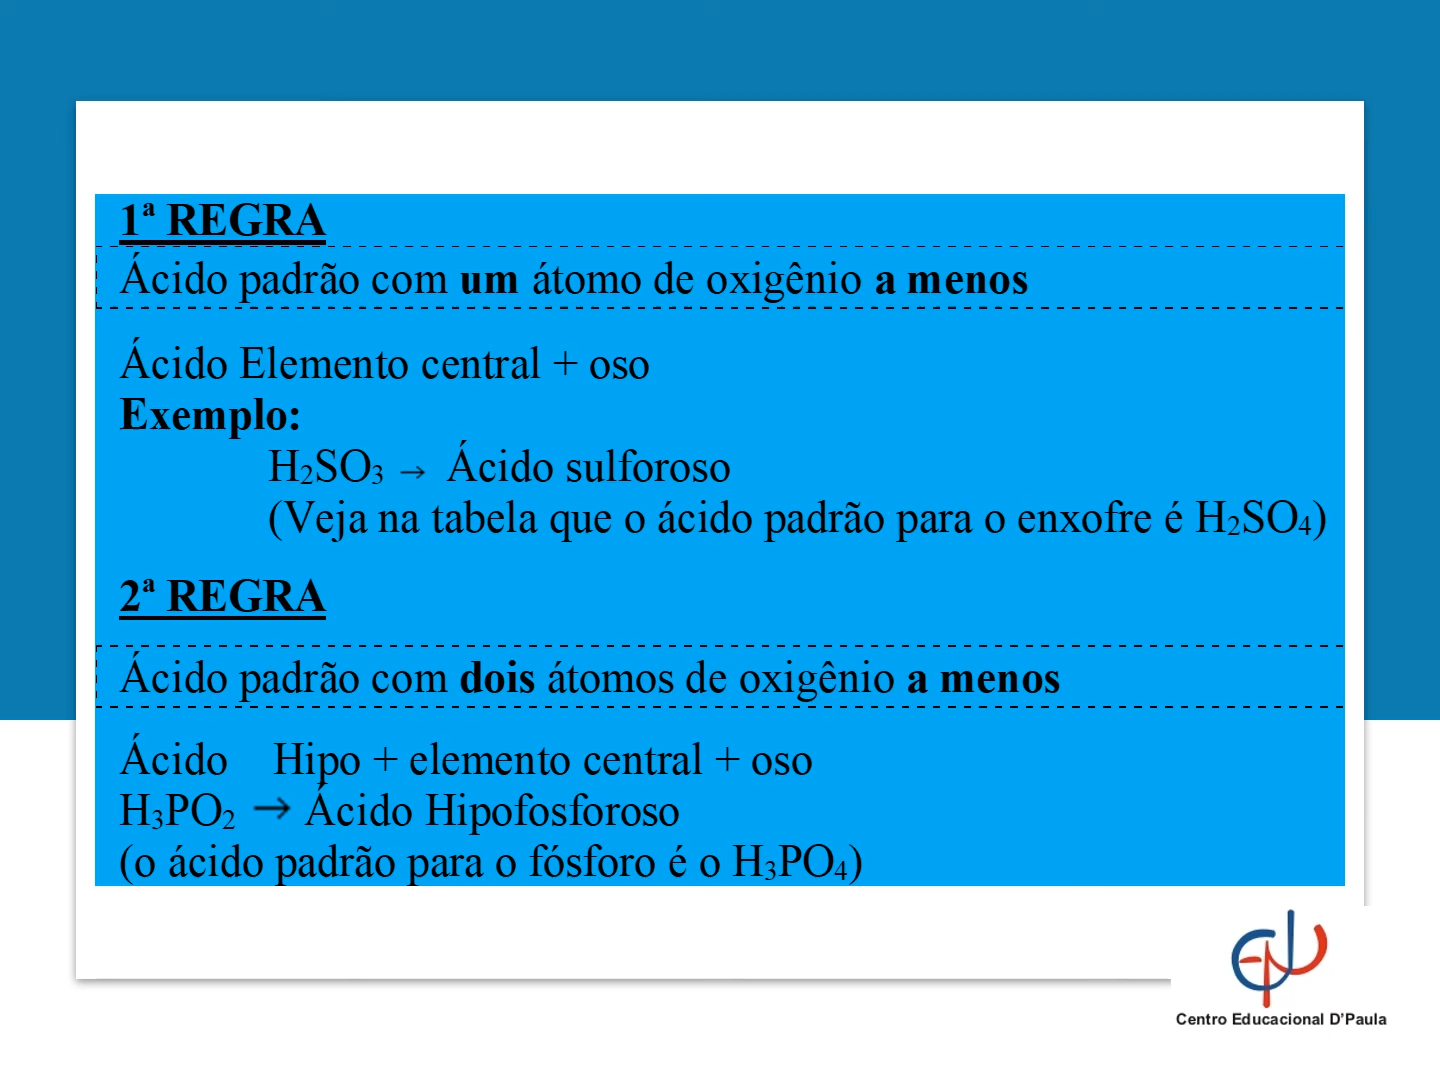 1ª REGRA
Ácido padrão com um átomo de oxigênio a menos
Ácido Elemento central + oso
Exemplo:
H₂SO₃ → Ácido sulforoso
(Veja na tabela que o ácido padrão para o enxofre é H₂SO₄)
2ª REGRA
Ácido padrão com dois átomos de oxigênio a menos
Ácido Hipo + elemento central + oso
H₃PO₂ → Ácido Hipofosforoso
(o ácido padrão para o fósforo é o H₃PO₄)
Centro Educacional D'Paula